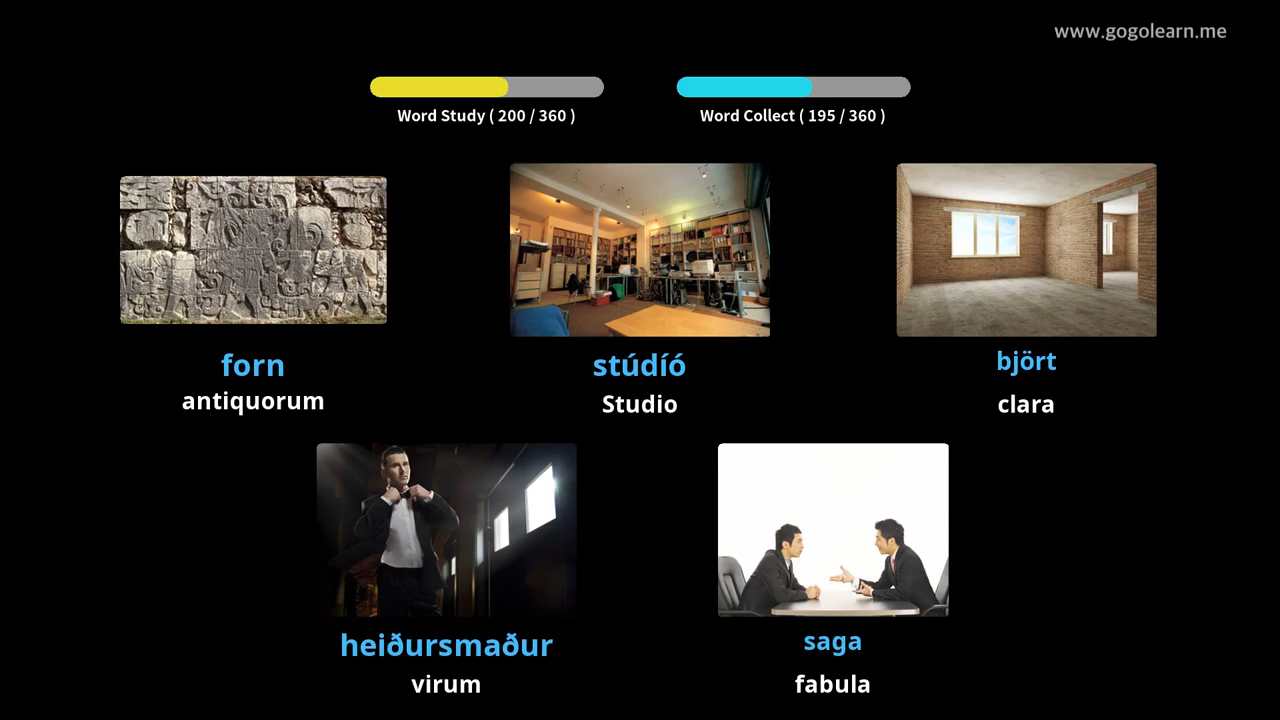 www.gogolearn.me
Word Study ( 200 / 360 )
Word Collect ( 195 / 360 )
forn
antiquorum
stúdíó
Studio
björt
clara
heiðursmaður
virum
saga
fabula